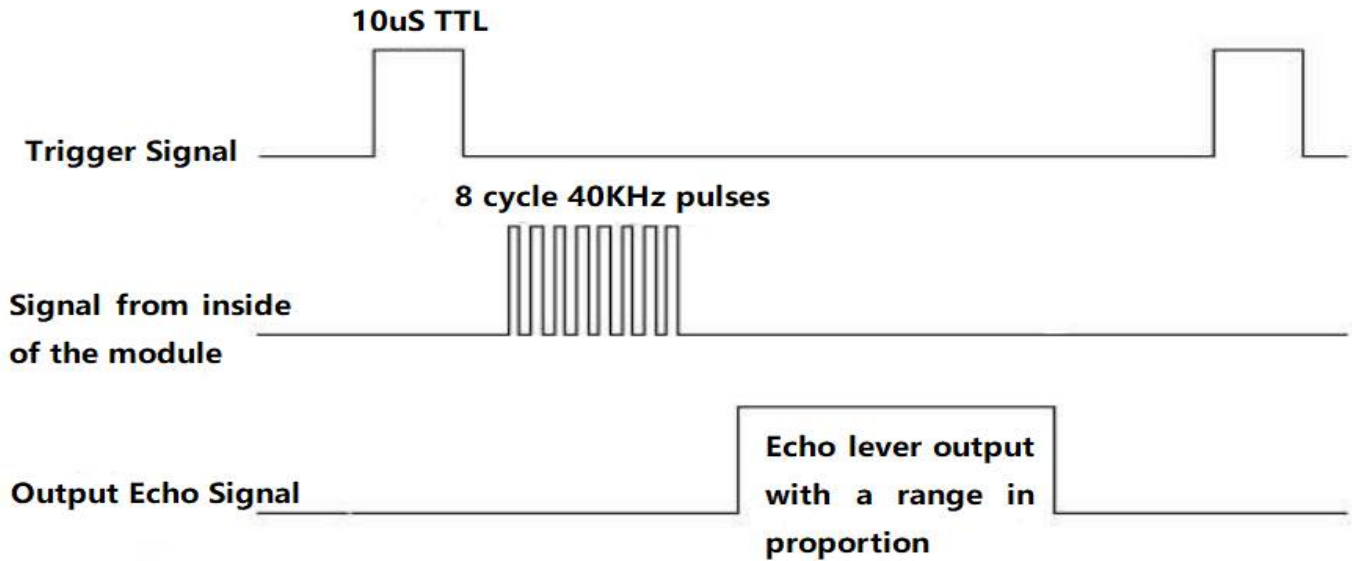 10uS TTL
Trigger Signal
8 cycle 40KHz pulses
Signal from inside
of the module
Echo lever output
with a range in
proportion
Output Echo Signal